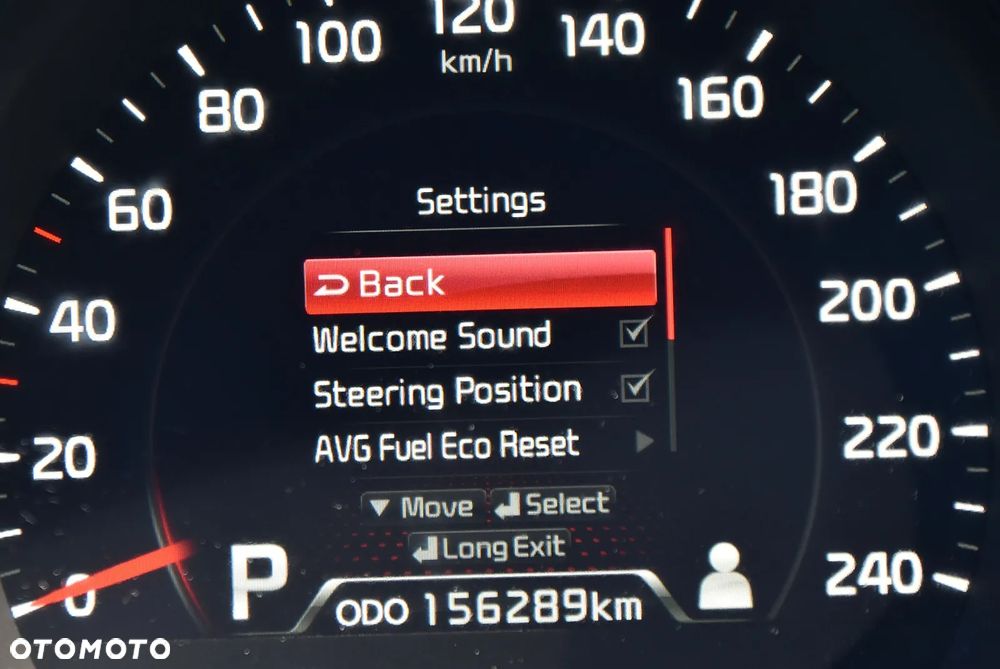 120
100
140
km/h
80
160
60
180
Settings
Back
40
200
Welcome Sound
Steering Position
20
220
AVG Fuel Eco Reset
Move Select
Long Exit
0
P
240
ODO 156289km
OTOMOTO